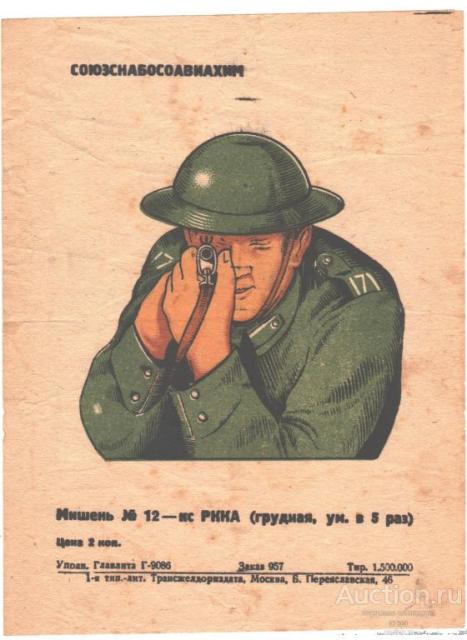 СОЮЗСНАБОСОАВИАХИМ
171
171
Мишень № 12—кс РККА (грудная, ум. в 5 раз)
Цена 2 коп.
Уполн. Главлита Г-9086 Заказ 957 Тир. 1.500.000
1-я тип.-лит. Трансжелдориздата, Москва, Б. Переяславская, 46
Auction.ru